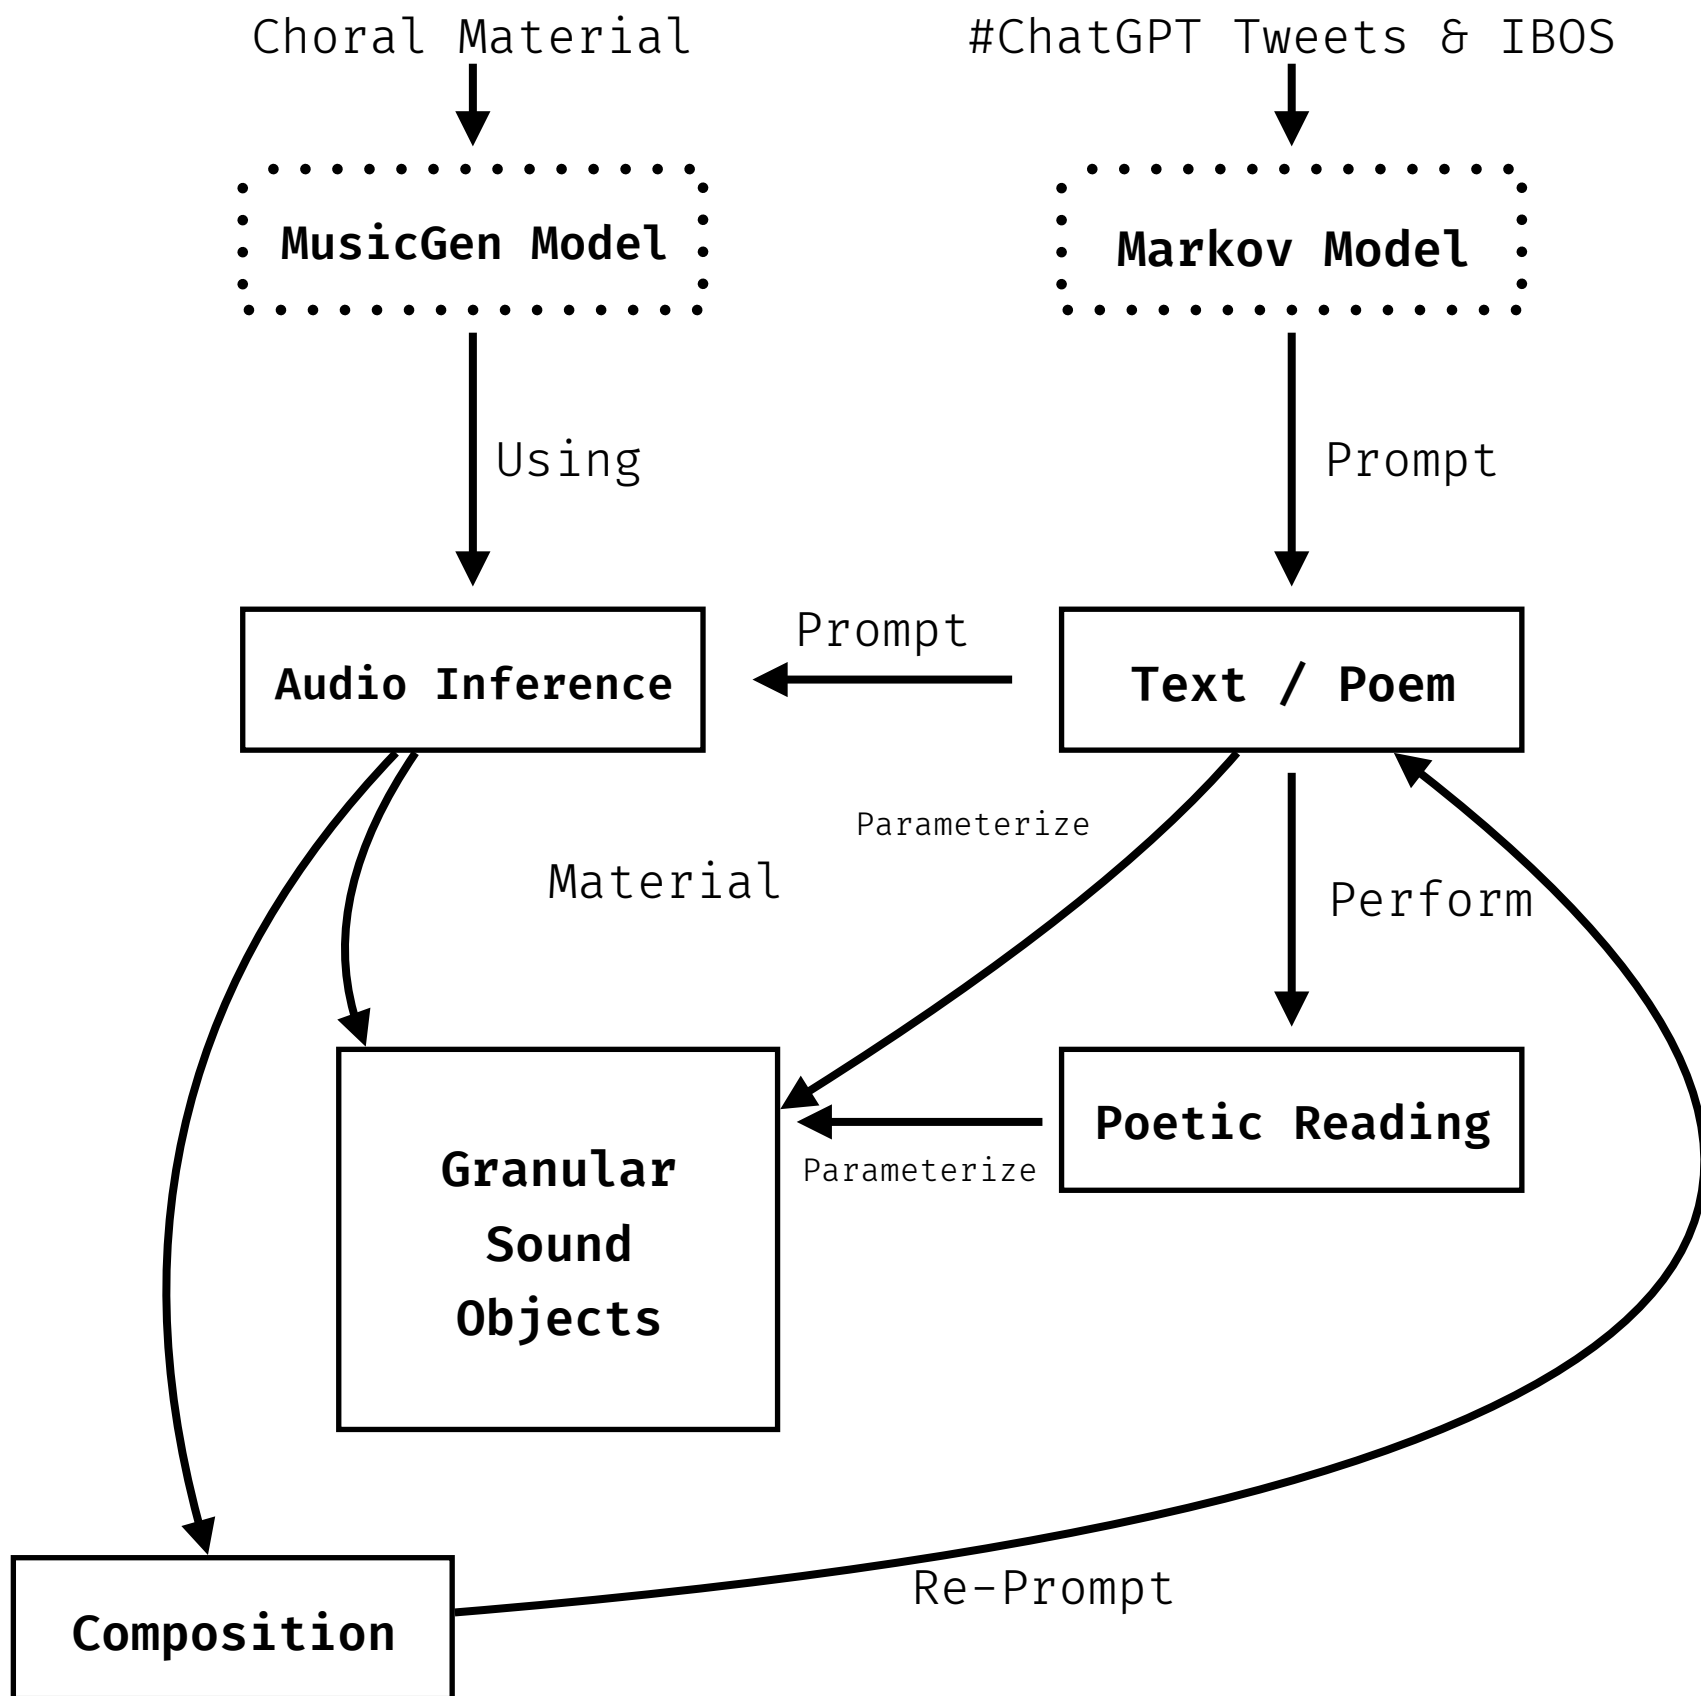 Choral Material
#ChatGPT Tweets & IBOS
MusicGen Model
Markov Model
Using
Prompt
Prompt
Audio Inference
Text / Poem
Parameterize
Material
Perform
Poetic Reading
Parameterize
Granular
Sound
Objects
Re-Prompt
Composition